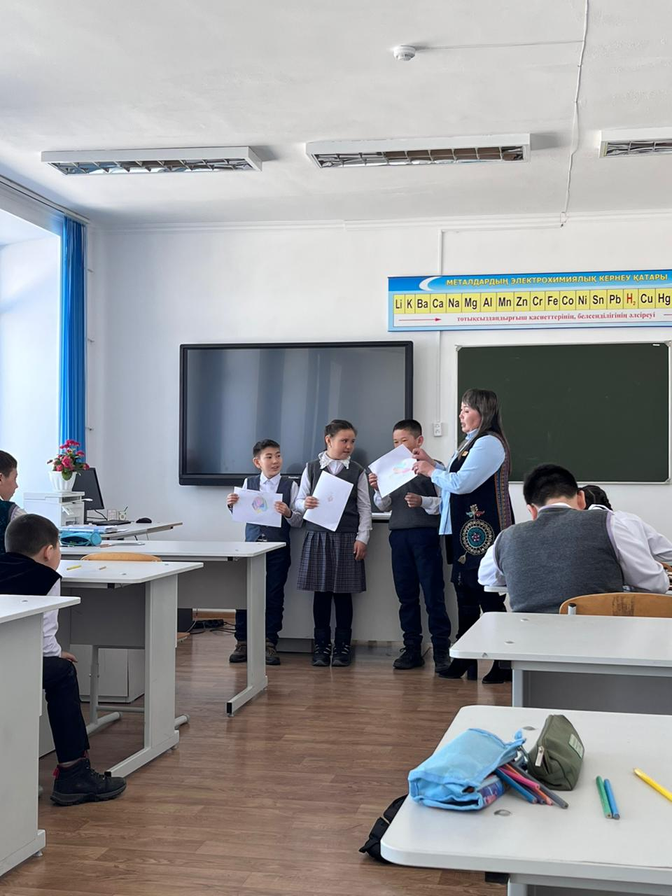 МЕТАЛДАРДЫҢ ЭЛЕКТРОХИМИЯЛЫҚ КЕРНЕУ ҚАТАРЫ
Li K Ba Ca Na Mg Al Mn Zn Cr Fe Co Ni Sn Pb H₂ Cu Hg
тотықсыздандырғыш қасиеттерінің, белсенділігінің әлсіреуі